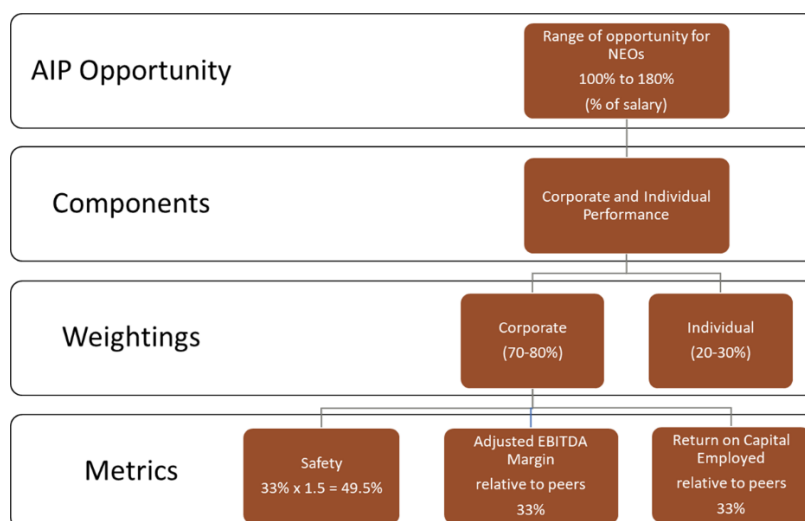 AIP Opportunity
Range of opportunity for
NEOs
100% to 180%
(% of salary)
Components
Corporate and Individual
Performance
Weightings
Corporate
(70-80%)
Individual
(20-30%)
Metrics
Safety
33% x 1.5 = 49.5%
Adjusted EBITDA
Margin
relative to peers
33%
Return on Capital
Employed
relative to peers
33%